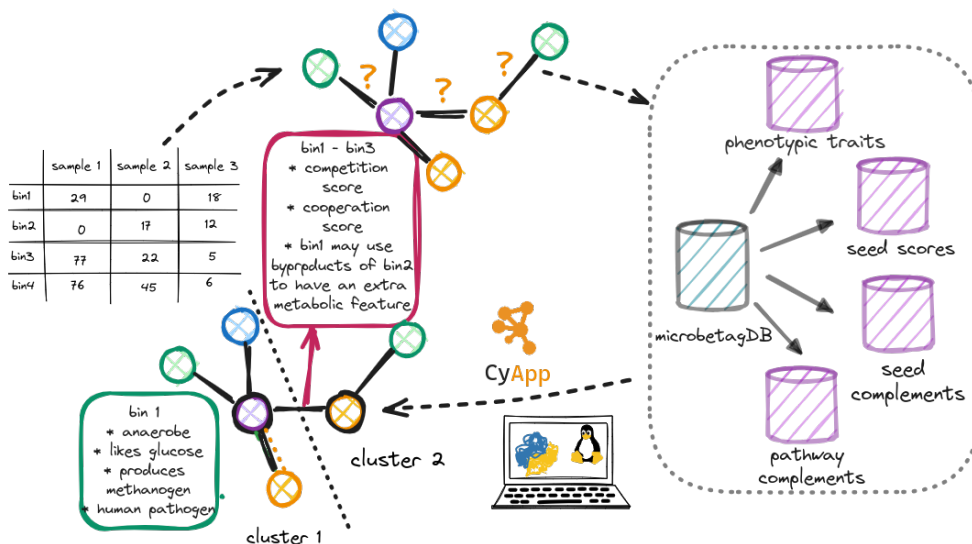 sample 1 sample 2 sample 3
bin1 29 0 18
bin2 0 17 12
bin3 77 22 5
bin4 76 45 6
? ? ?
bin1 - bin3
* competition
score
* cooperation
score
* bin1 may use
byprpducts of bin2
to have an extra
metabolic feature
phenotypic traits
seed scores
microbetagDB
seed
complements
pathway
complements
CyApp
bin 1
* anaerobe
* likes glucose
* produces
methanogen
* human pathogen
cluster 2
cluster 1